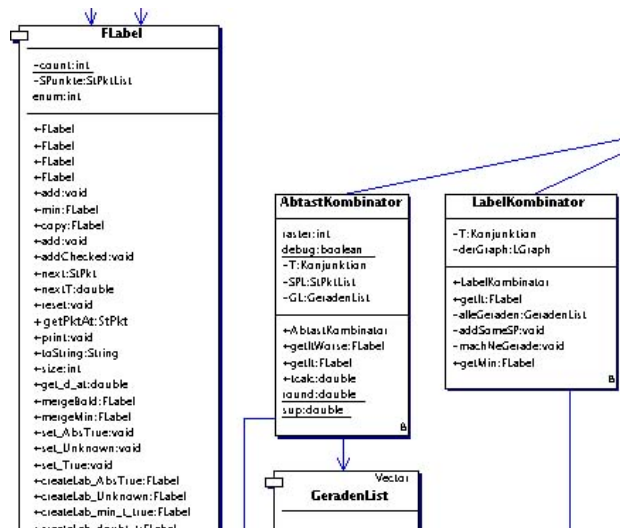 FLabel
-count:int
-SPunkte:StPktList
enum:int
+FLabel
+FLabel
+FLabel
+FLabel
+add:void
+min:FLabel
+copy:FLabel
+add:void
+addChecked:void
+next:StPkt
+nextT:double
+reset:void
+getPktAt:StPkt
+print:void
+toString:String
+size:int
+get_d_at:double
+mergeBald:FLabel
+mergeMin:FLabel
+set_AbsTrue:void
+set_Unknown:void
+set_True:void
+createLab_AbsTrue:FLabel
+createLab_Unknown:FLabel
+createLab_min_t_true:FLabel
AbtastKombinator
raster:int
debug:boolean
-T:Konjunktion
-SPL:StPktList
-GL:GeradenList
+AbtastKombinator
+getItWorse:FLabel
+getIt:FLabel
+tcalc:double
round:double
sup:double
B
LabelKombinator
-T:Konjunktion
-derGraph:LGraph
+LabelKombinator
+getIt:FLabel
-alleGeraden:GeradenList
-addSomeSP:void
-machNeGerade:void
+getMin:FLabel
B
Vector
GeradenList